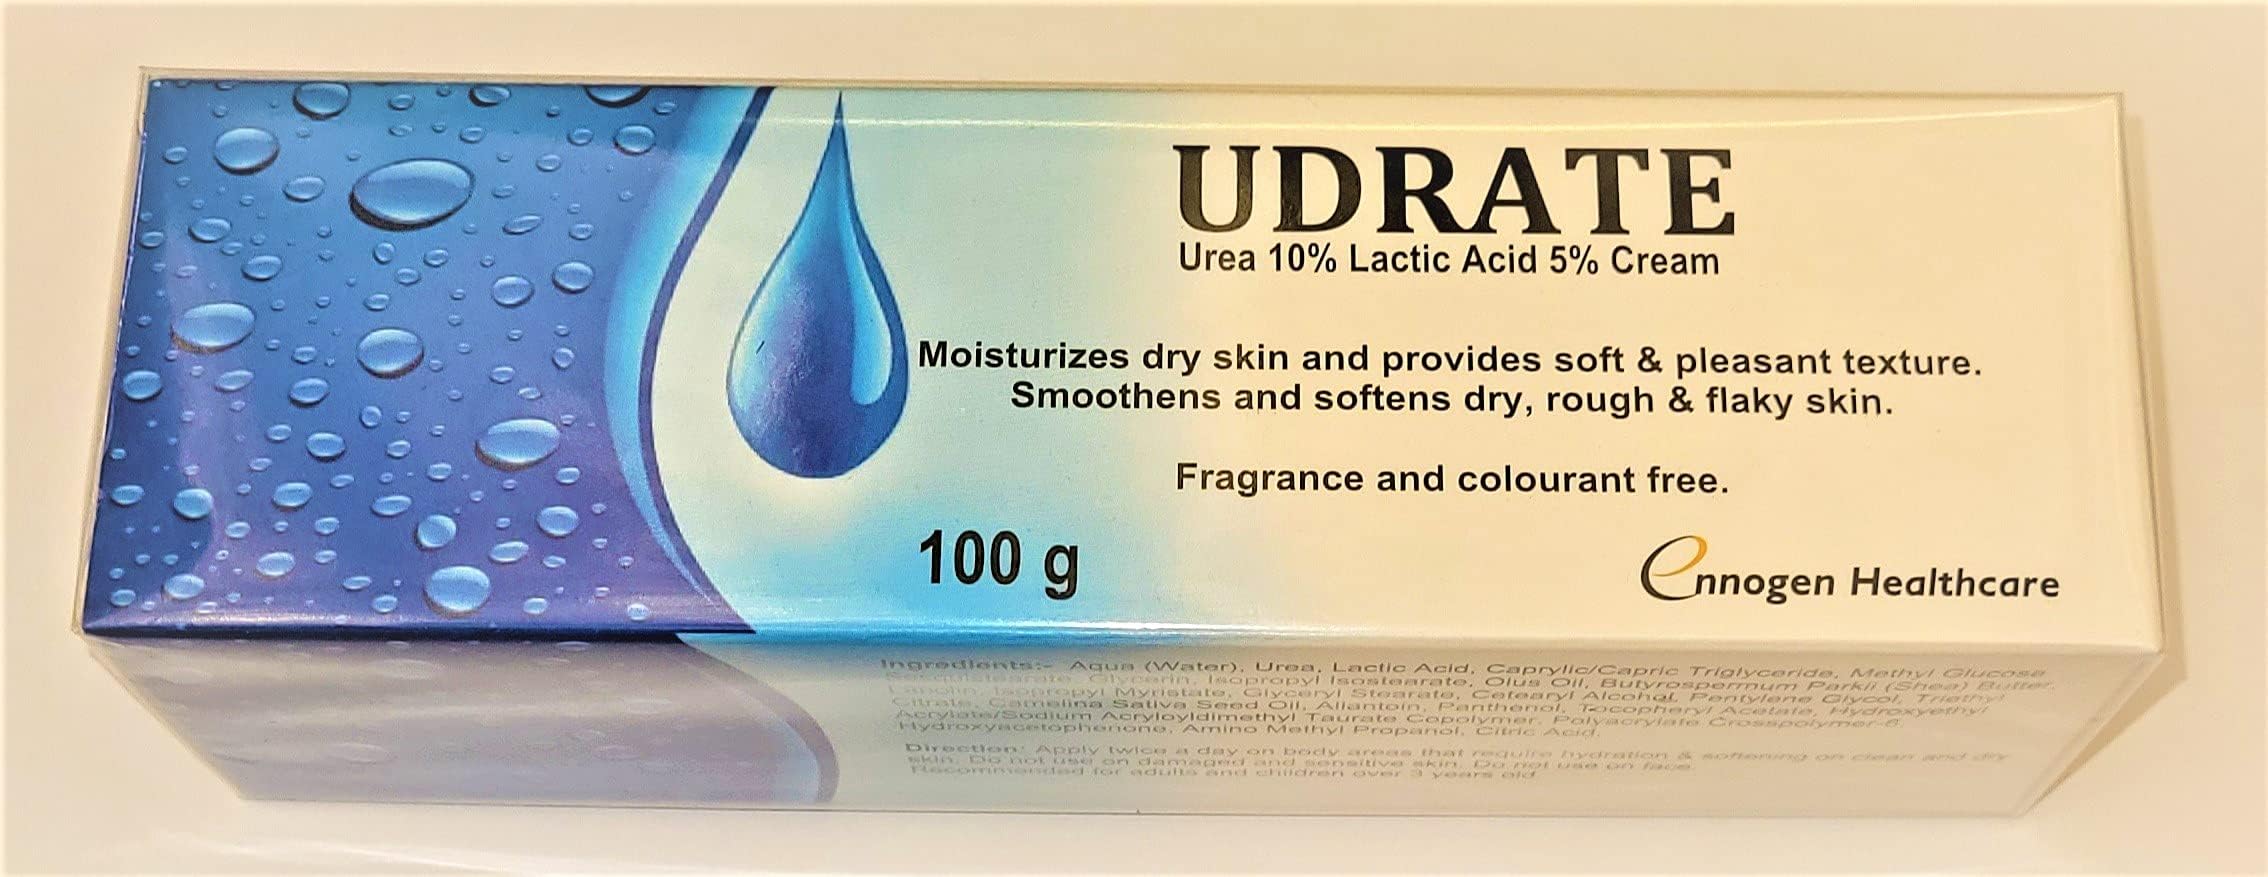 UDRATE
Urea 10% Lactic Acid 5% Cream
Moisturizes dry skin and provides soft & pleasant texture.
Smoothens and softens dry, rough & flaky skin.
Fragrance and colourant free.
100 g
ennogen Healthcare
Ingredients:- Aqua (Water), Urea, Lactic Acid, Caprylic/Capric Triglyceride, Methyl Glucose
Sesquistearate, Glycerin, Isopropyl Isostearate, Olus Oil, Butyrospermum Parkii (Shea) Butter,
Lanolin, Isopropyl Myristate, Glyceryl Stearate, Cetearyl Alcohol, Pentylene Glycol, Triethyl
Citrate, Camelina Sativa Seed Oil, Allantoin, Panthenol, Tocopheryl Acetate, Hydroxyethyl
Acrylate/Sodium Acryloyldimethyl Taurate Copolymer, Polyacrylate Crosspolymer-6
Hydroxyacetophenone, Amino Methyl Propanol, Citric Acid.
Direction: Apply twice a day on body areas that require hydration & softening on clean and dry
skin. Do not use on damaged and sensitive skin. Do not use on face.
Recommended for adults and children over 3 years old